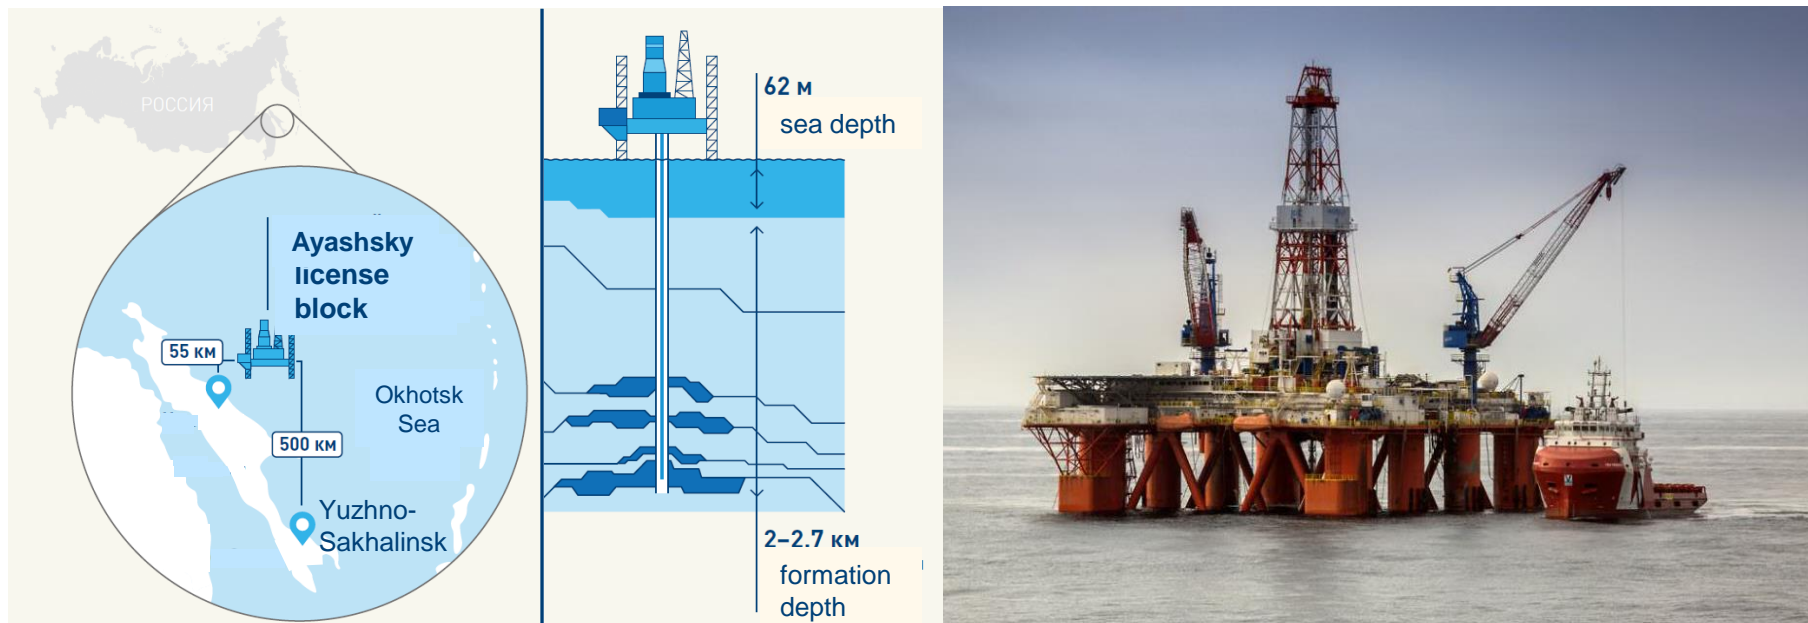 РОССИЯ
Ayashsky
license
block
55 км
Okhotsk
Sea
500 км
Yuzhno-
Sakhalinsk
62 м
sea depth
2–2.7 км
formation
depth